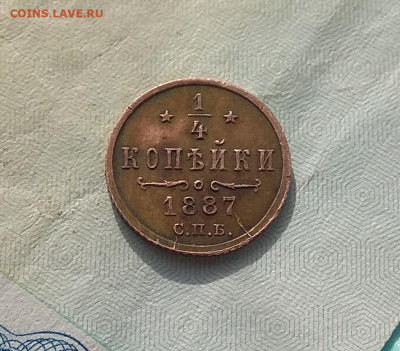 COINS.LAVE.RU
1/4
КОПѢЙКИ
1887
С.П.Б.